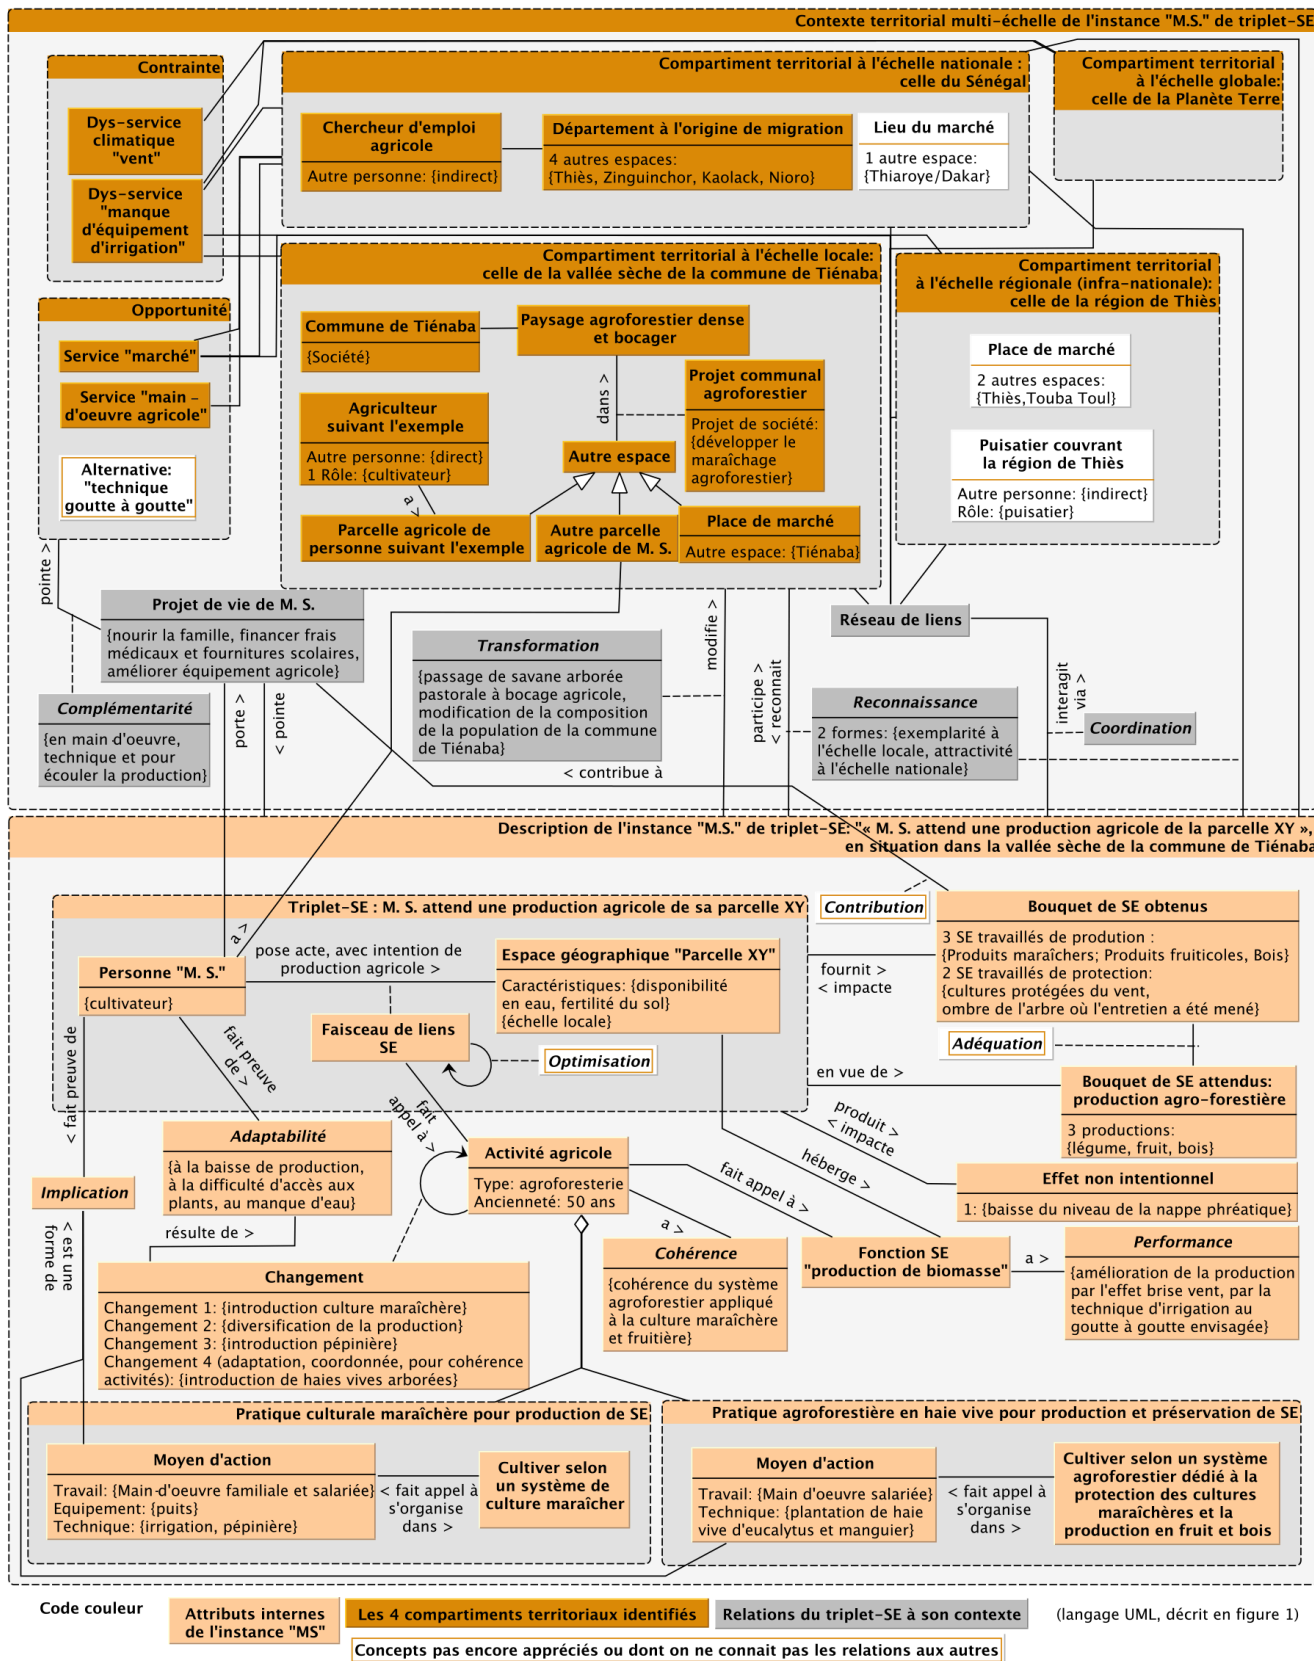 Contexte territorial multi-échelle de l'instance "M.S." de triplet-SE
Contrainte
Dys-service
climatique
"vent"
Dys-service
"manque
d'équipement
d'irrigation"
Compartiment territorial à l'échelle nationale :
celle du Sénégal
Chercheur d'emploi
agricole
Autre personne: {indirect}
Département à l'origine de migration
4 autres espaces:
{Thiès, Zinguinchor, Kaolack, Nioro}
Lieu du marché
1 autre espace:
{Thiaroye/Dakar}
Compartiment territorial
à l'échelle globale:
celle de la Planète Terre
Opportunité
Service "marché"
Service "main -
d'oeuvre agricole"
Alternative:
"technique
goutte à goutte"
Compartiment territorial à l'échelle locale:
celle de la vallée sèche de la commune de Tiénaba
Commune de Tiénaba
{Société}
Paysage agroforestier dense
et bocager
dans >
Projet communal
agroforestier
Projet de société:
{développer le
maraîchage
agroforestier}
Agriculteur
suivant l'exemple
Autre personne: {direct}
1 Rôle: {cultivateur}
a >
Autre espace
Parcelle agricole de
personne suivant l'exemple
Autre parcelle
agricole de M. S.
Place de marché
Autre espace: {Tiénaba}
Compartiment territorial
à l'échelle régionale (infra-nationale):
celle de la région de Thiès
Place de marché
2 autres espaces:
{Thiès,Touba Toul}
Puisatier couvrant
la région de Thiès
Autre personne: {indirect}
Rôle: {puisatier}
pointe >
Projet de vie de M. S.
{nourir la famille, financer frais
médicaux et fournitures scolaires,
améliorer équipement agricole}
Complémentarité
{en main d'oeuvre,
technique et pour
écouler la production}
porte >
< pointe
Transformation
{passage de savane arborée
pastorale à bocage agricole,
modification de la composition
de la population de la commune
de Tiénaba}
modifie >
participe >
< reconnait
Réseau de liens
Reconnaissance
2 formes: {exemplarité à
l'échelle locale, attractivité
à l'échelle nationale}
interagit
via >
Coordination
< contribue à
Description de l'instance "M.S." de triplet-SE: "« M. S. attend une production agricole de la parcelle XY »,
en situation dans la vallée sèche de la commune de Tiénaba
Triplet-SE : M. S. attend une production agricole de sa parcelle XY
a >
Personne "M. S."
{cultivateur}
pose acte, avec intention de
production agricole >
Espace géographique "Parcelle XY"
Caractéristiques: {disponibilité
en eau, fertilité du sol}
{échelle locale}
Faisceau de liens
SE
Optimisation
Contribution
Bouquet de SE obtenus
3 SE travaillés de prodution :
{Produits maraîchers; Produits fruiticoles, Bois}
2 SE travaillés de protection:
{cultures protégées du vent,
ombre de l'arbre où l'entretien a été mené}
fournit >
< impacte
Adéquation
en vue de >
Bouquet de SE attendus:
production agro-forestière
3 productions:
{légume, fruit, bois}
< fait preuve de
fait preuve
de >
fait
appel à >
Adaptabilité
{à la baisse de production,
à la difficulté d'accès aux
plants, au manque d'eau}
Implication
< est une
forme de
résulte de >
Activité agricole
Type: agroforesterie
Ancienneté: 50 ans
produit >
< impacte
héberge >
fait appel à >
Effet non intentionnel
1: {baisse du niveau de la nappe phréatique}
a >
Cohérence
{cohérence du système
agroforestier appliqué
à la culture maraîchère
et fruitière}
Fonction SE
"production de biomasse"
a >
Performance
{amélioration de la production
par l'effet brise vent, par la
technique d'irrigation au
goutte à goutte envisagée}
Changement
Changement 1: {introduction culture maraîchère}
Changement 2: {diversification de la production}
Changement 3: {introduction pépinière}
Changement 4 (adaptation, coordonnée, pour cohérence
activités): {introduction de haies vives arborées}
Pratique culturale maraîchère pour production de SE
Moyen d'action
Travail: {Main-d'oeuvre familiale et salariée}
Equipement: {puits}
Technique: {irrigation, pépinière}
< fait appel à
s'organise
dans >
Cultiver selon
un système de
culture maraîcher
Pratique agroforestière en haie vive pour production et préservation de SE
Moyen d'action
Travail: {Main d'oeuvre salariée}
Technique: {plantation de haie
vive d'eucalytus et manguier}
< fait appel à
s'organise
dans >
Cultiver selon un système
agroforestier dédié à la
protection des cultures
maraîchères et la
production en fruit et bois
Code couleur
Attributs internes
de l'instance "MS"
Les 4 compartiments territoriaux identifiés
Relations du triplet-SE à son contexte
(langage UML, décrit en figure 1)
Concepts pas encore appréciés ou dont on ne connait pas les relations aux autres